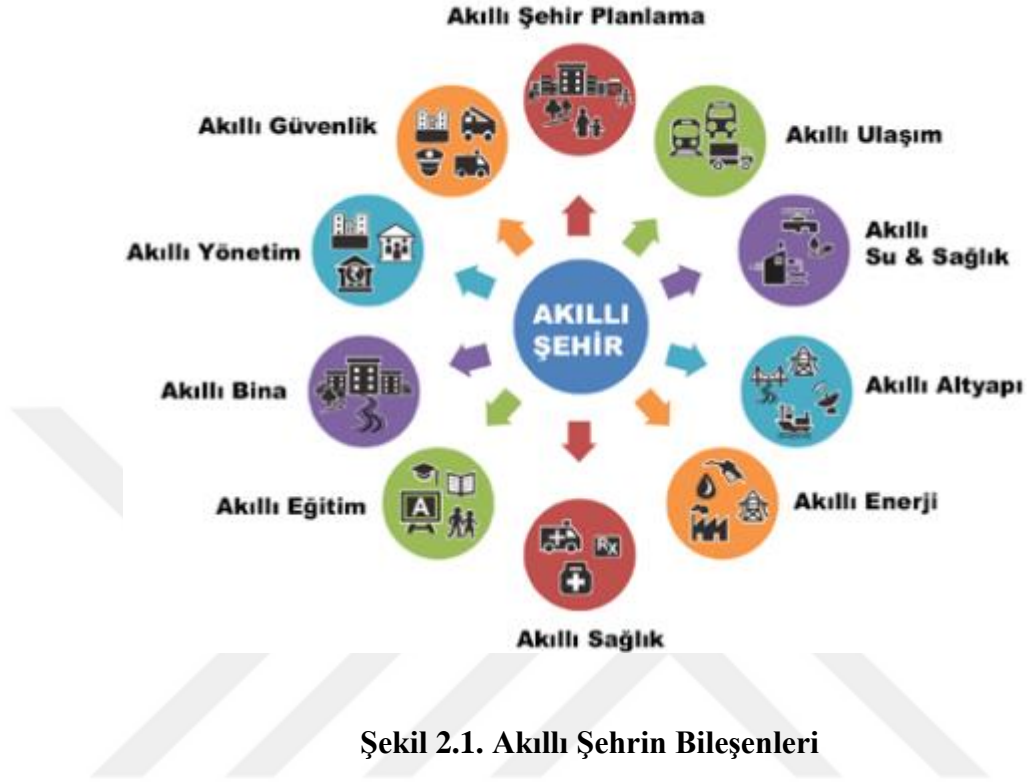 Akıllı Şehir Planlama
Akıllı Güvenlik
Akıllı Ulaşım
Akıllı Yönetim
Akıllı
Su & Sağlık
AKILLI
ŞEHİR
Akıllı Bina
Akıllı Altyapı
Akıllı Eğitim
A
Akıllı Enerji
Rx
Akıllı Sağlık
Şekil 2.1. Akıllı Şehrin Bileşenleri